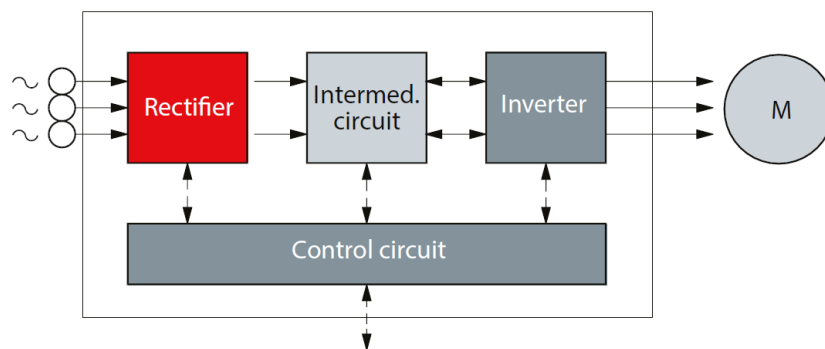 Rectifier
Intermed.
circuit
Inverter
M
Control circuit